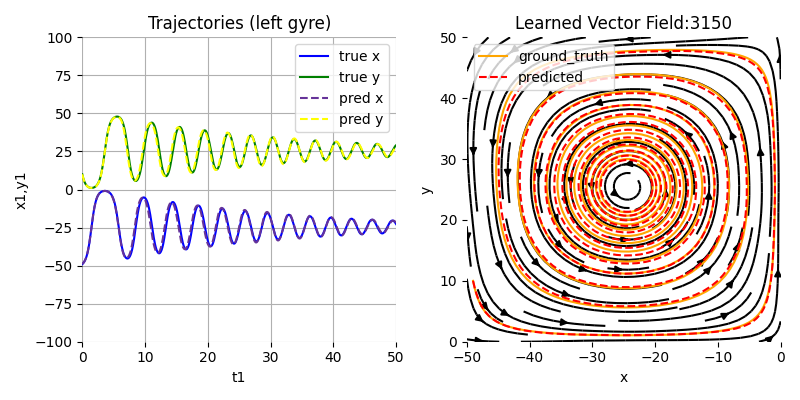 Trajectories (left gyre)
x1,y1
100
75
50
25
0
−25
−50
−75
−100
0
10
20
30
40
50
t1
true x
true y
pred x
pred y
Learned Vector Field:3150
y
50
40
30
20
10
0
−50
−40
−30
−20
−10
0
x
ground_truth
predicted